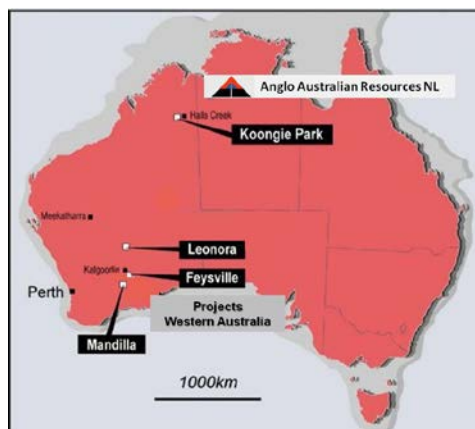 Anglo Australian Resources NL
Halls Creek
Koongie Park
Meekatharra
Leonora
Kalgoorlie
Feysville
Perth
Projects
Western Australia
Mandilla
1000km